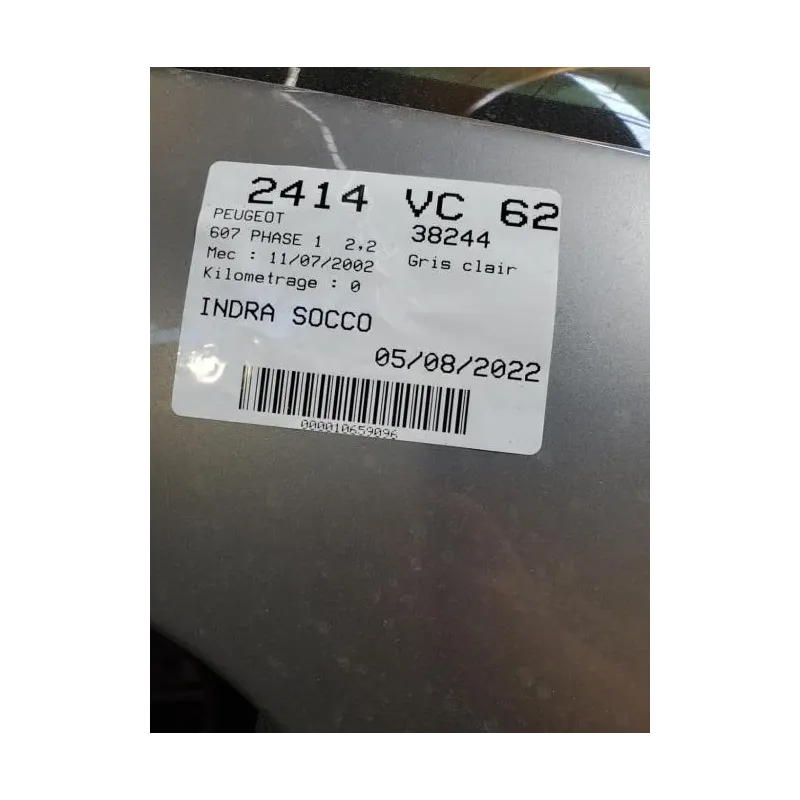 2414 VC 62
PEUGEOT 38244
607 PHASE 1 2,2
Mec : 11/07/2002 Gris clair
Kilometrage : 0
INDRA SOCCO
05/08/2022
000010659096